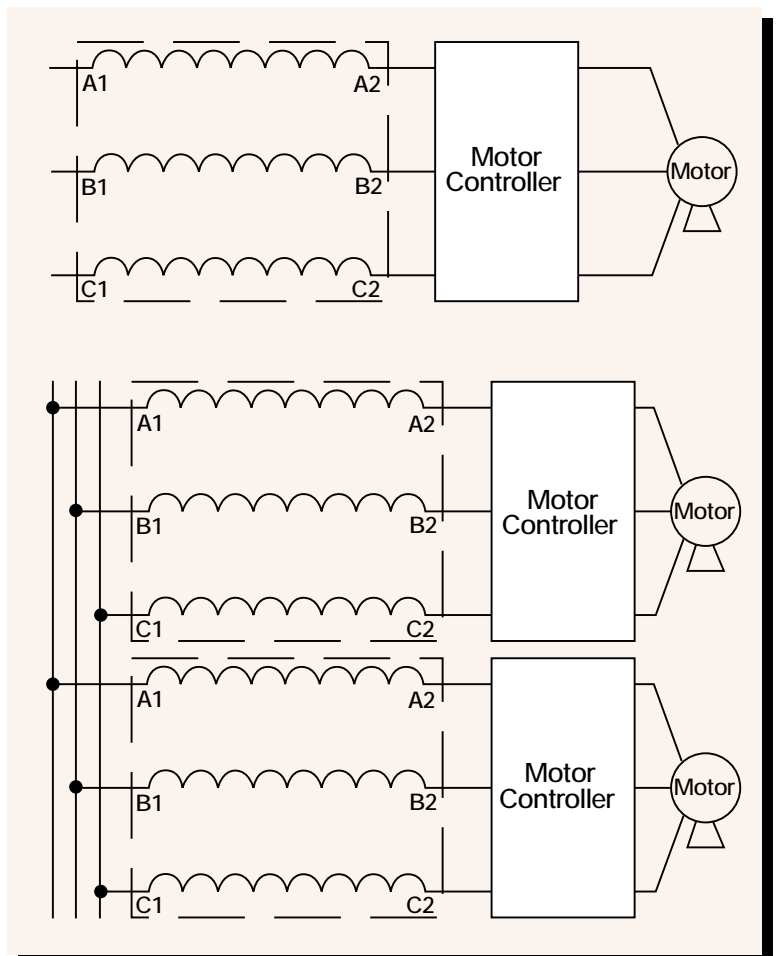 A1 A2
B1 B2
Motor
Controller
Motor
C1 C2
A1 A2
B1 B2
Motor
Controller
Motor
C1 C2
A1 A2
B1 B2
Motor
Controller
Motor
C1 C2